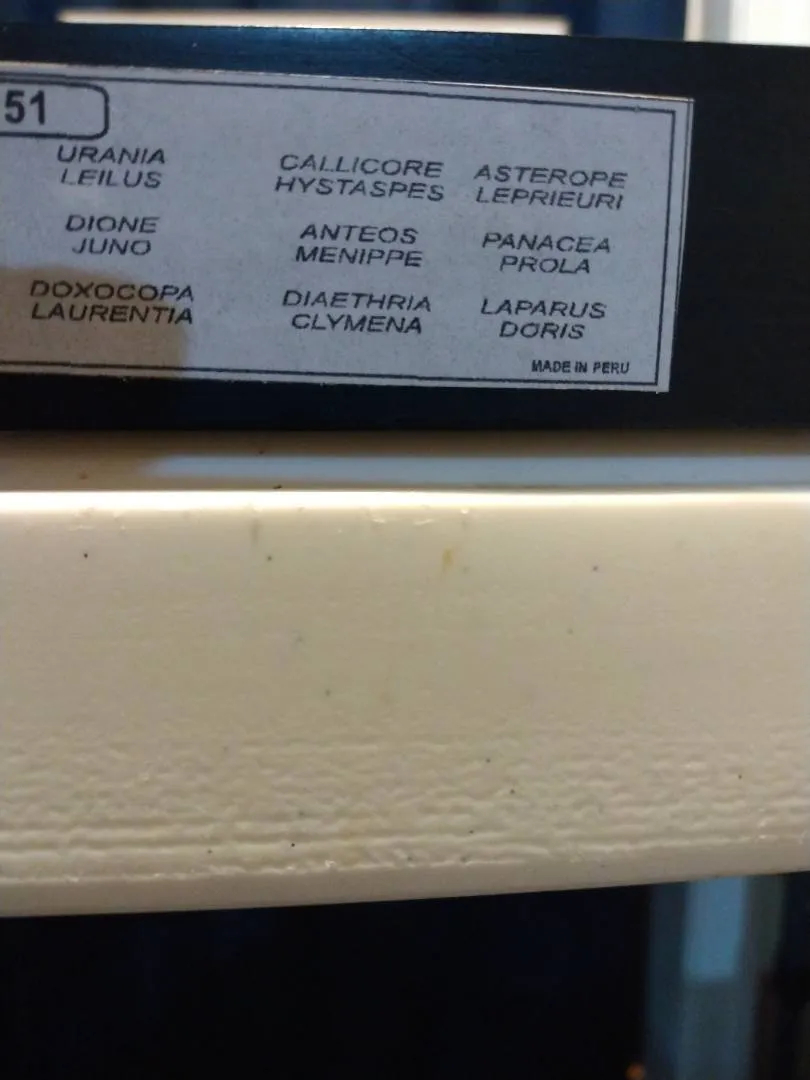 51
URANIA
LEILUS
CALLICORE
HYSTASPES
ASTEROPE
LEPRIEURI
DIONE
JUNO
ANTEOS
MENIPPE
PANACEA
PROLA
DOXOCOPA
LAURENTIA
DIAETHRIA
CLYMENA
LAPARUS
DORIS
MADE IN PERU